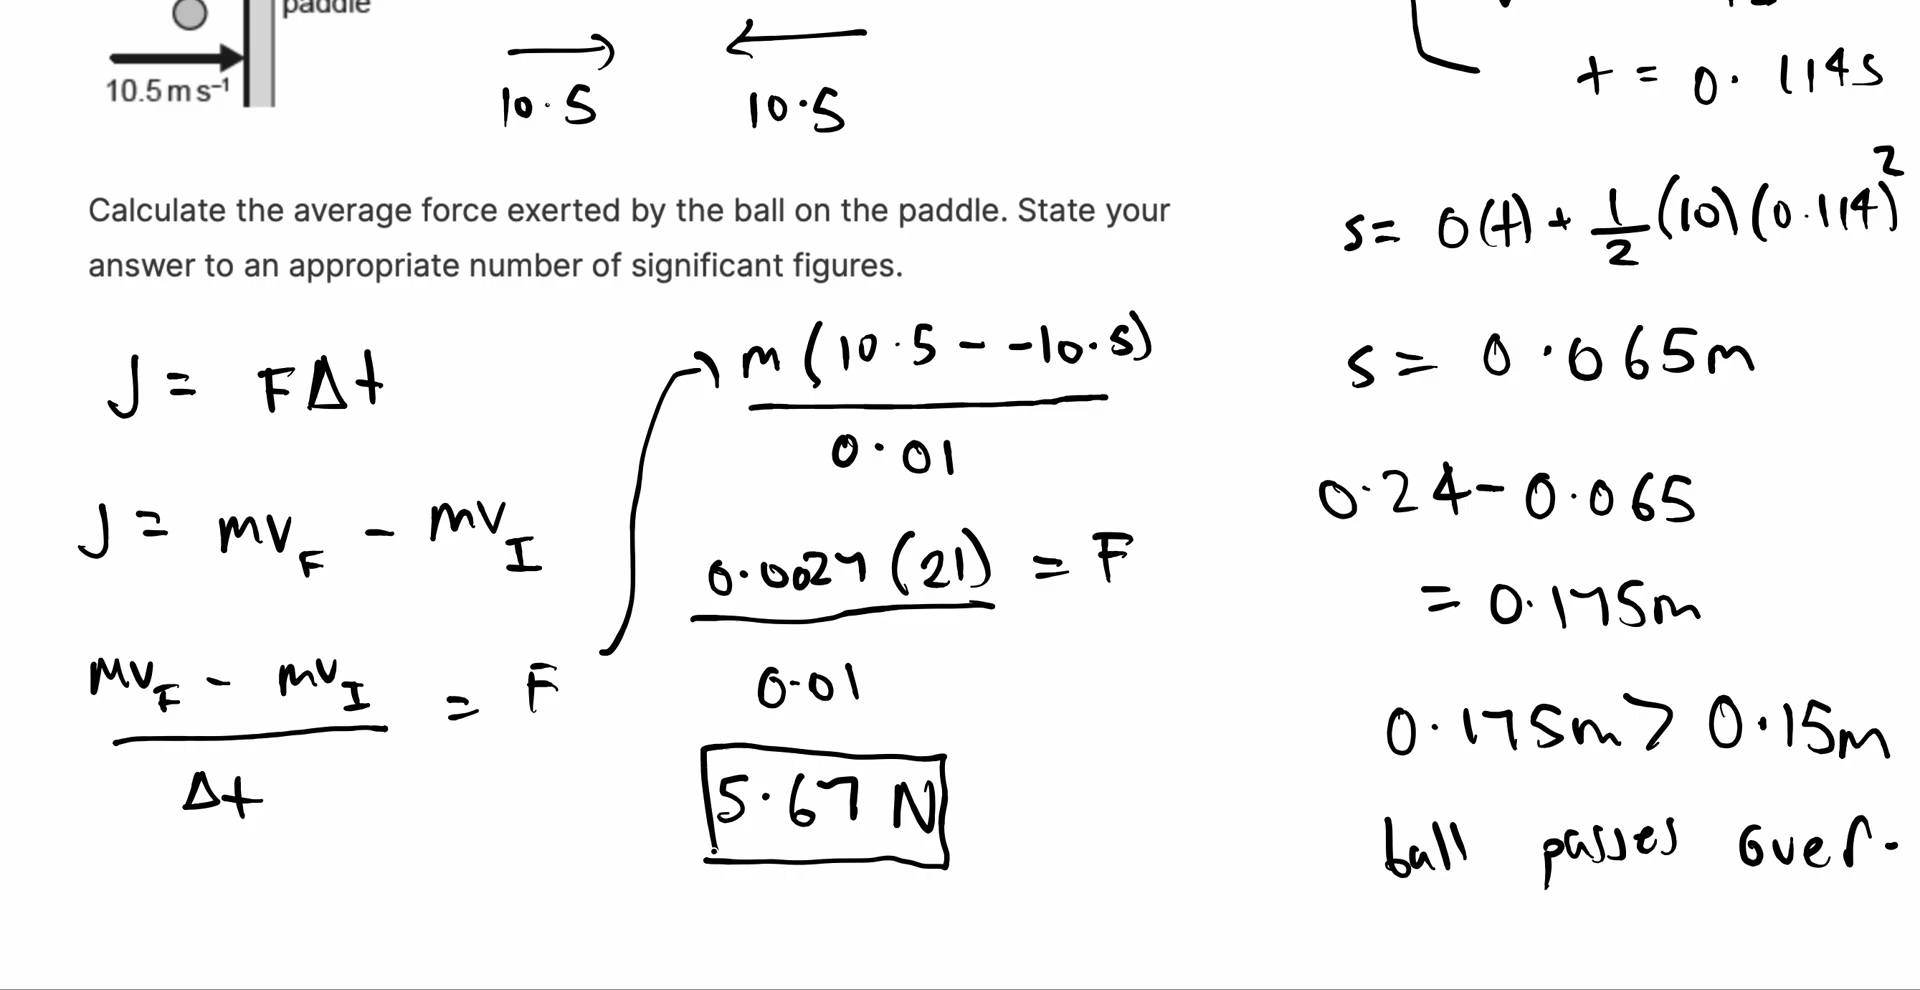 paddle
10.5 m s⁻¹
10.5
10.5
Calculate the average force exerted by the ball on the paddle. State your
answer to an appropriate number of significant figures.
J = FΔt
J = mv_F - mv_I
mv_F - mv_I
Δt
= F
m (10.5 - -10.5)
0.01
0.0027 (21) = F
0.01
5.67 N
t = 0.114s
s = 0(t) + 1/2 (10)(0.114)²
s = 0.065m
0.24 - 0.065
= 0.175m
0.175m > 0.15m
ball passes over.